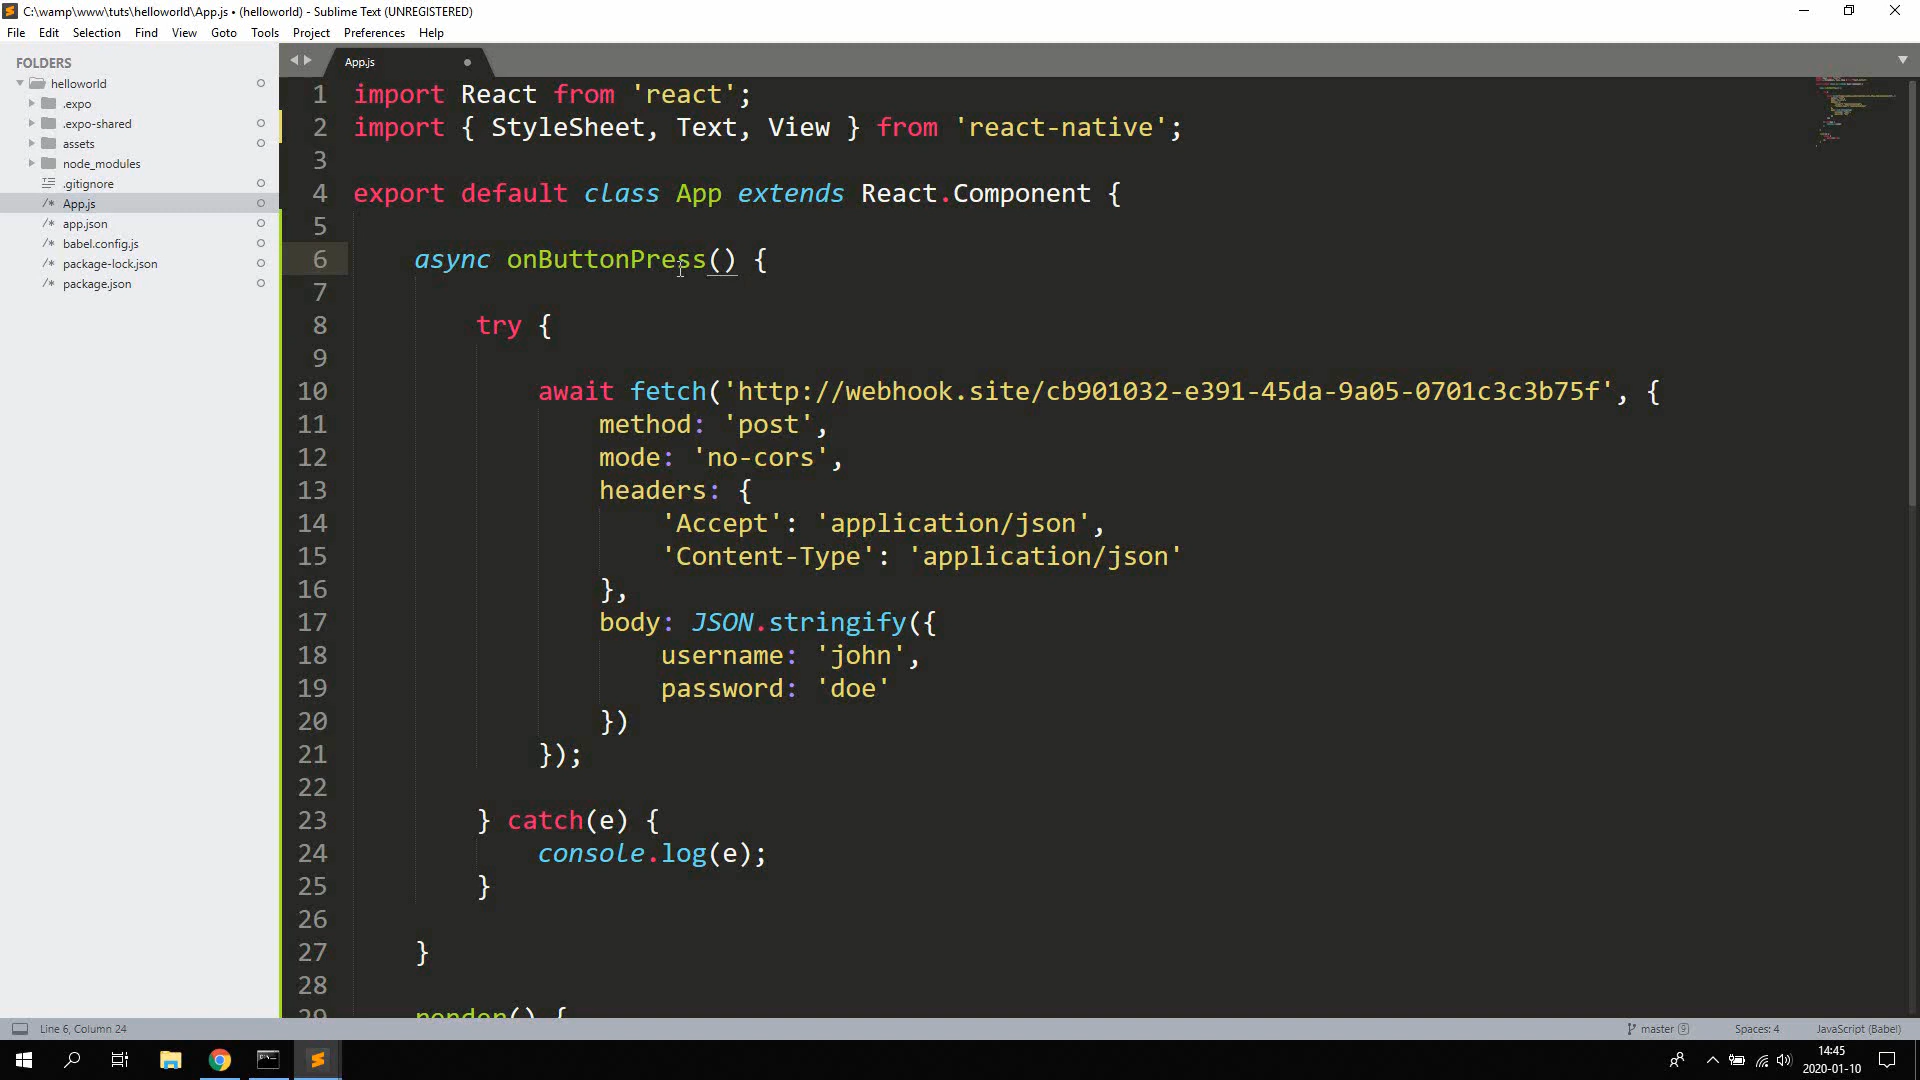 C:\wamp\www\tuts\helloworld\App.js • (helloworld) - Sublime Text (UNREGISTERED)
File Edit Selection Find View Goto Tools Project Preferences Help
FOLDERS
helloworld
.expo
.expo-shared
assets
node_modules
.gitignore
/* App.js
/* app.json
/* babel.config.js
/* package-lock.json
/* package.json
App.js
1 import React from 'react';
2 import { StyleSheet, Text, View } from 'react-native';
3
4 export default class App extends React.Component {
5
6 async onButtonPress() {
7
8 try {
9
10 await fetch('http://webhook.site/cb901032-e391-45da-9a05-0701c3c3b75f', {
11 method: 'post',
12 mode: 'no-cors',
13 headers: {
14 'Accept': 'application/json',
15 'Content-Type': 'application/json'
16 },
17 body: JSON.stringify({
18 username: 'john',
19 password: 'doe'
20 })
21 });
22
23 } catch(e) {
24 console.log(e);
25 }
26
27 }
28
29 render() {
Line 6, Column 24
master 9
Spaces: 4
JavaScript (Babel)
14:45
2020-01-10